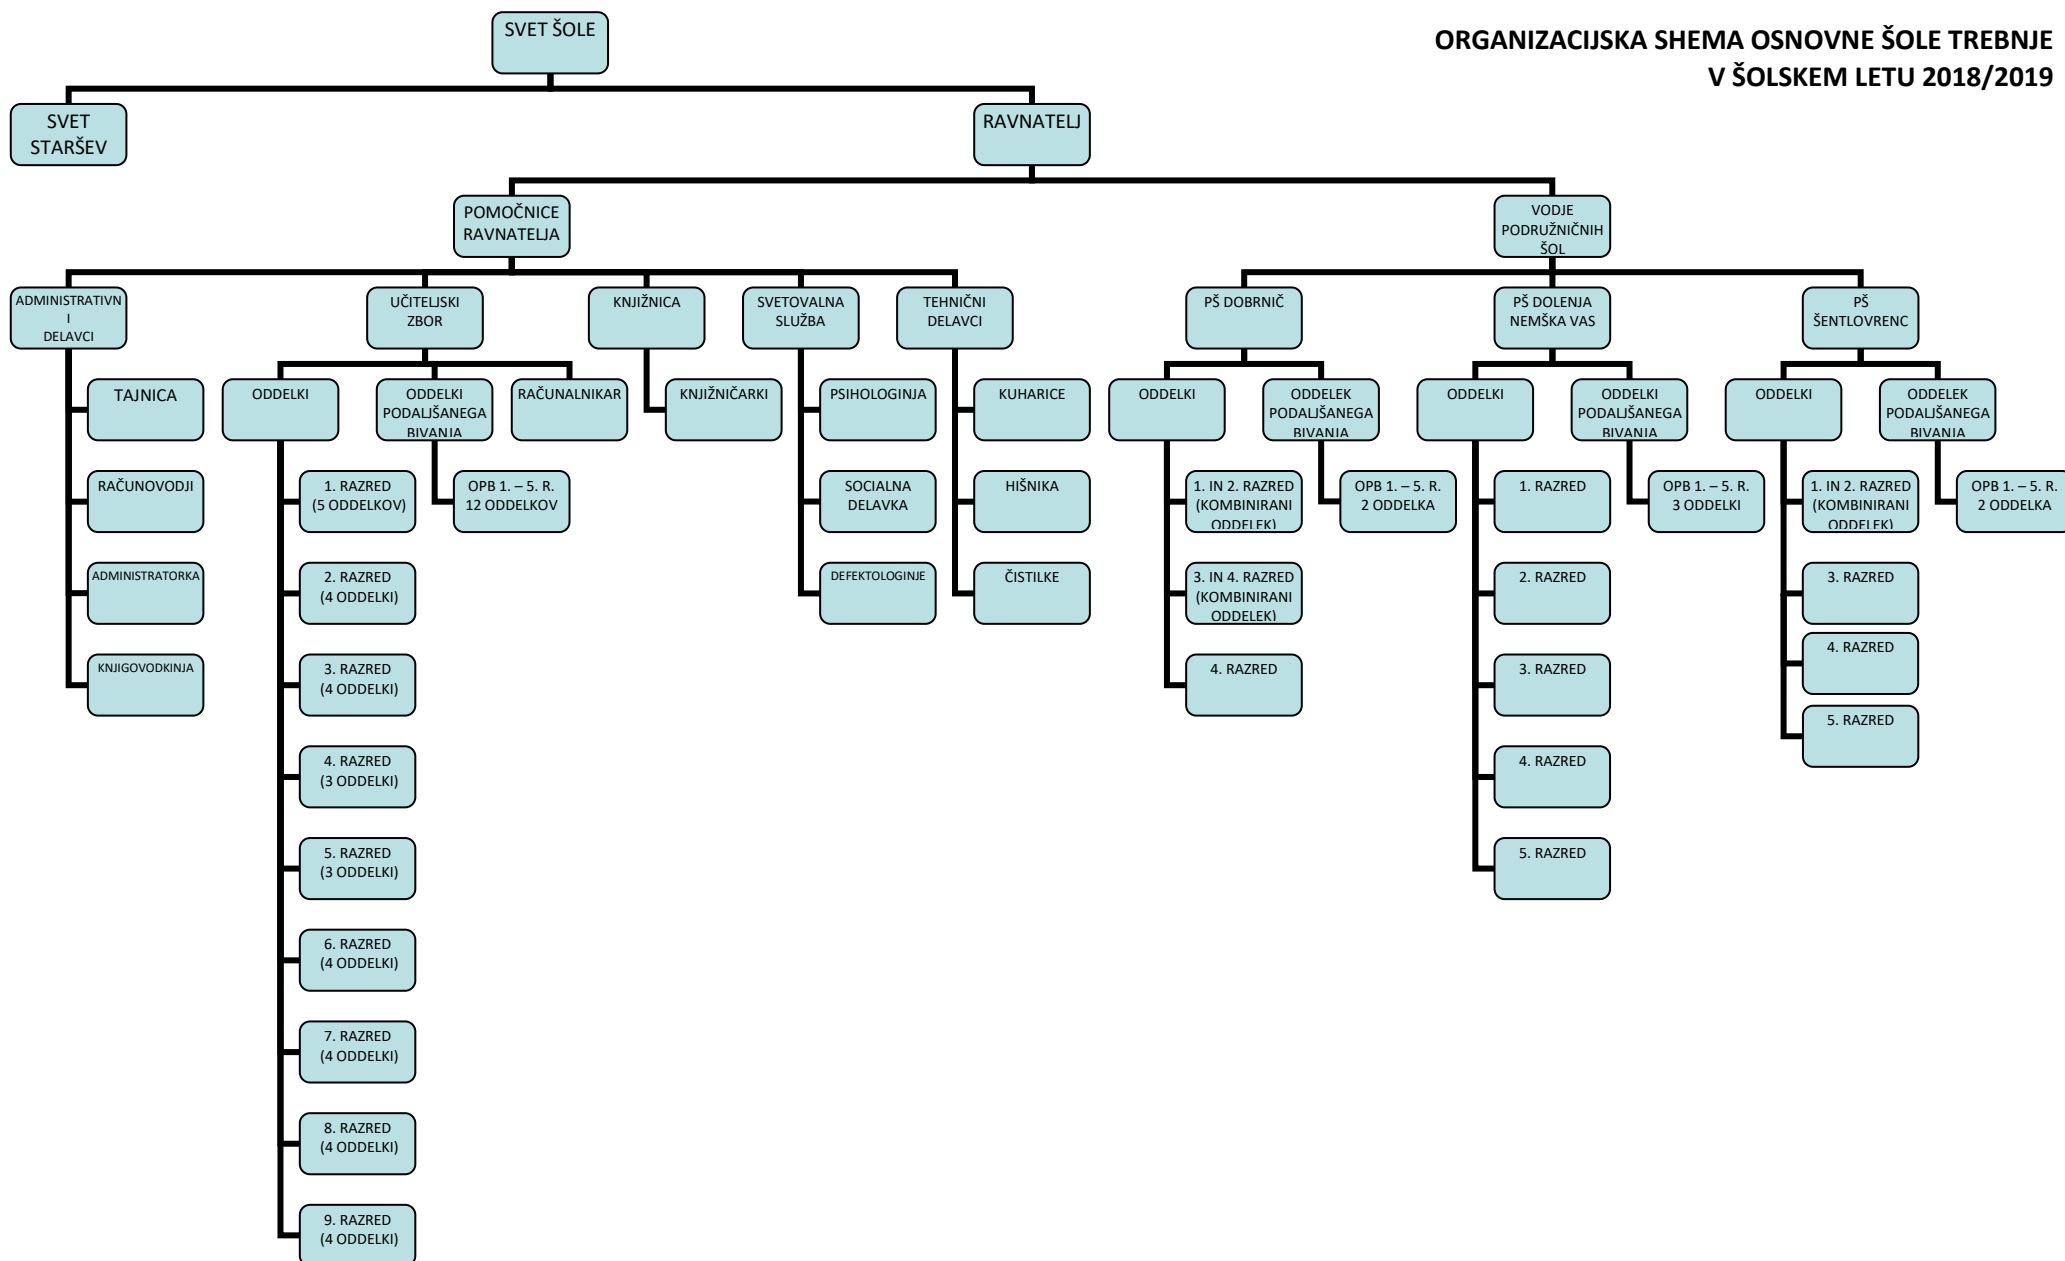 SVET ŠOLE
ORGANIZACIJSKA SHEMA OSNOVNE ŠOLE TREBNJE
V ŠOLSKEM LETU 2018/2019
SVET
STARŠEV
RAVNATELJ
POMOČNICE
RAVNATELJA
VODJE
PODRUŽNIČNIH
ŠOL
ADMINISTRATIVN
I
DELAVCI
UČITELJSKI
ZBOR
KNJIŽNICA
SVETOVALNA
SLUŽBA
TEHNIČNI
DELAVCI
PŠ DOBRNIČ
PŠ DOLENJA
NEMŠKA VAS
PŠ
ŠENTLOVRENC
TAJNICA
ODDELKI
ODDELKI
PODALJŠANEGA
BIVANJA
RAČUNALNIKAR
KNJIŽNIČARKI
PSIHOLOGINJA
KUHARICE
ODDELKI
ODDELEK
PODALJŠANEGA
BIVANJA
ODDELKI
ODDELKI
PODALJŠANEGA
BIVANJA
ODDELKI
ODDELEK
PODALJŠANEGA
BIVANJA
RAČUNOVODJI
1. RAZRED
(5 ODDELKOV)
OPB 1. – 5. R.
12 ODDELKOV
SOCIALNA
DELAVKA
HIŠNIKA
1. IN 2. RAZRED
(KOMBINIRANI
ODDELEK)
OPB 1. – 5. R.
2 ODDELKA
1. RAZRED
OPB 1. – 5. R.
3 ODDELKI
1. IN 2. RAZRED
(KOMBINIRANI
ODDELEK)
OPB 1. – 5. R.
2 ODDELKA
ADMINISTRATORKA
2. RAZRED
(4 ODDELKI)
DEFEKTOLOGINJE
ČISTILKE
3. IN 4. RAZRED
(KOMBINIRANI
ODDELEK)
2. RAZRED
3. RAZRED
KNJIGOVODKINJA
3. RAZRED
(4 ODDELKI)
4. RAZRED
3. RAZRED
4. RAZRED
4. RAZRED
(3 ODDELKI)
4. RAZRED
5. RAZRED
5. RAZRED
(3 ODDELKI)
5. RAZRED
6. RAZRED
(4 ODDELKI)
7. RAZRED
(4 ODDELKI)
8. RAZRED
(4 ODDELKI)
9. RAZRED
(4 ODDELKI)